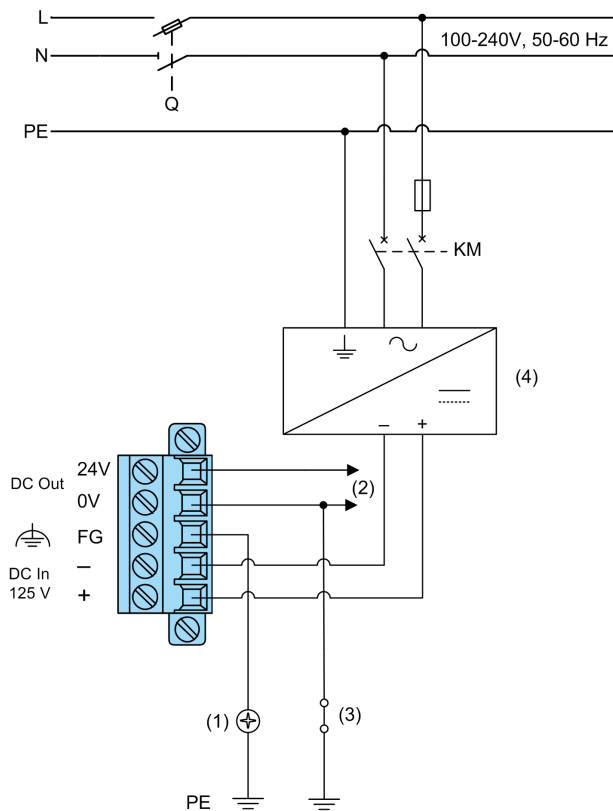 L
100-240V, 50-60 Hz
N
Q
PE
KM
(4)
– +
24V
DC Out
(2)
0V
FG
DC In
–
125 V
+
(1)
(3)
PE